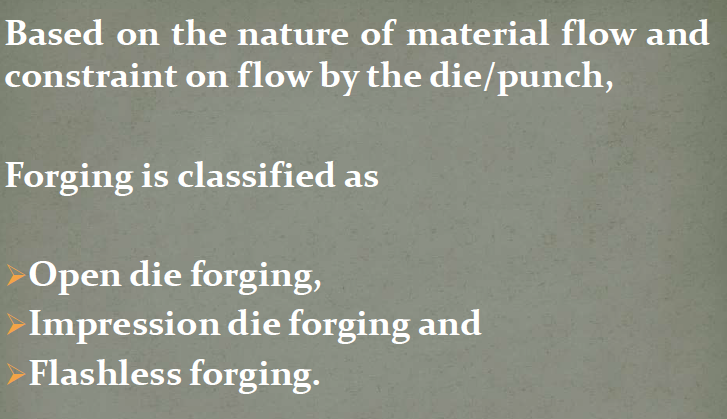 Based on the nature of material flow and
constraint on flow by the die/punch,
Forging is classified as
➢Open die forging,
➢Impression die forging and
➢Flashless forging.